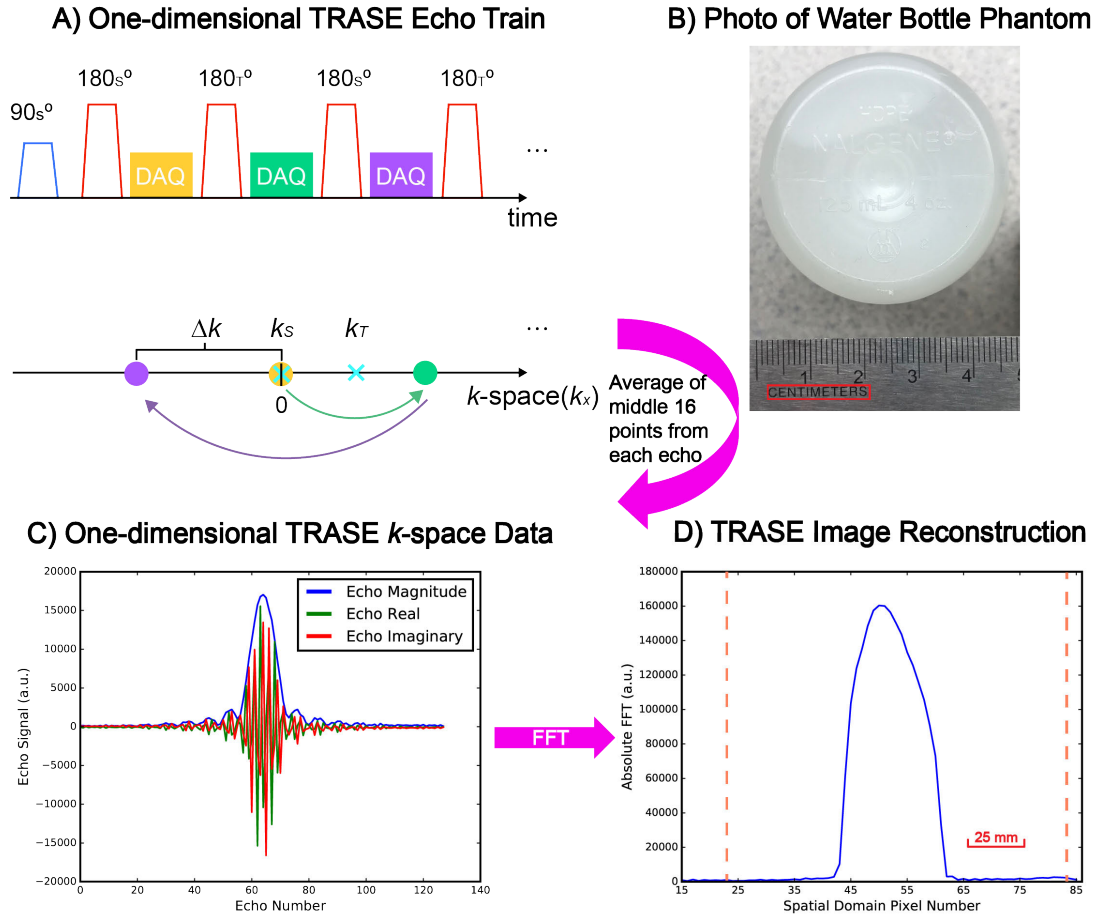 A) One-dimensional TRASE Echo Train
90s°
180s°
180T°
180s°
180T°
DAQ
DAQ
DAQ
...
time
Δk
kS
kT
...
0
k-space(kx)
B) Photo of Water Bottle Phantom
HDPE
NALGENE®
125 mL
1
2
3
4
5
CENTIMETERS
Average of
middle 16
points from
each echo
C) One-dimensional TRASE k-space Data
Echo Signal (a.u.)
20000
15000
10000
5000
0
−5000
−10000
−15000
−20000
Echo Magnitude
Echo Real
Echo Imaginary
0
20
40
60
80
100
120
140
Echo Number
FFT
D) TRASE Image Reconstruction
Absolute FFT (a.u.)
180000
160000
140000
120000
100000
80000
60000
40000
20000
0
25 mm
15
25
35
45
55
65
75
85
Spatial Domain Pixel Number